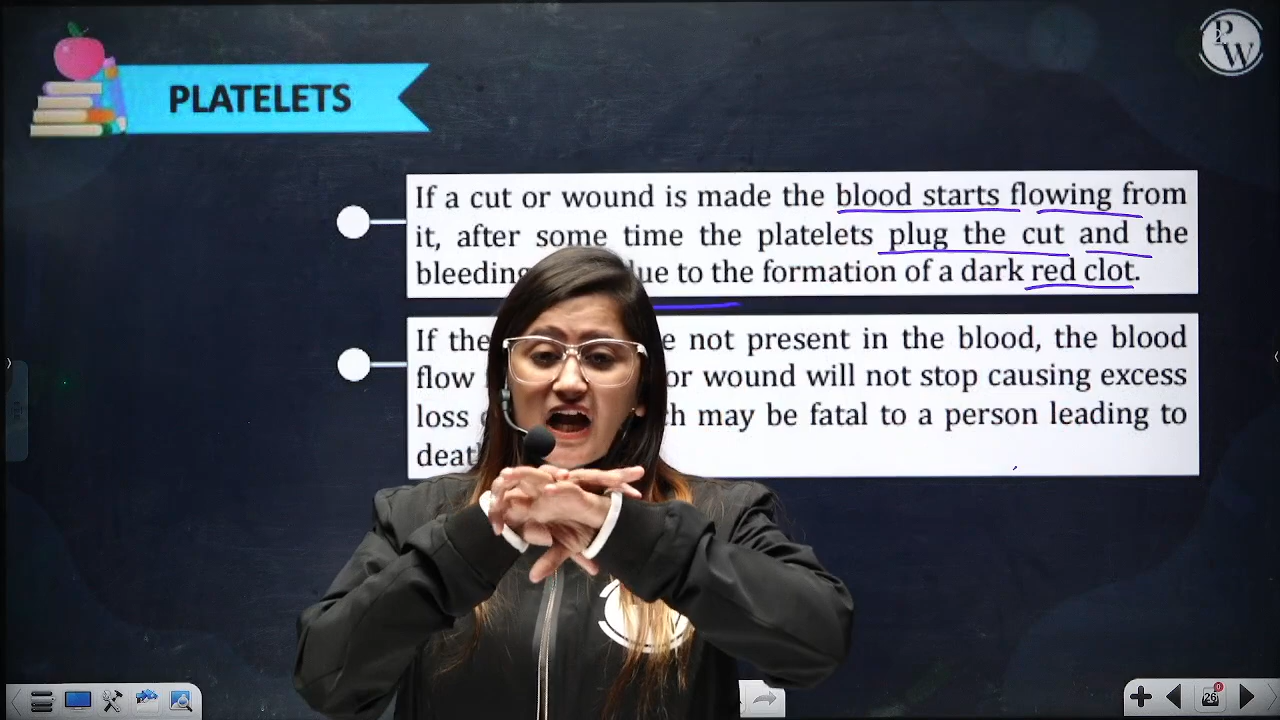 PLATELETS
PW
If a cut or wound is made the blood starts flowing from
it, after some time the platelets plug the cut and the
bleeding due to the formation of a dark red clot.
If the not present in the blood, the blood
flow or wound will not stop causing excess
loss may be fatal to a person leading to
26